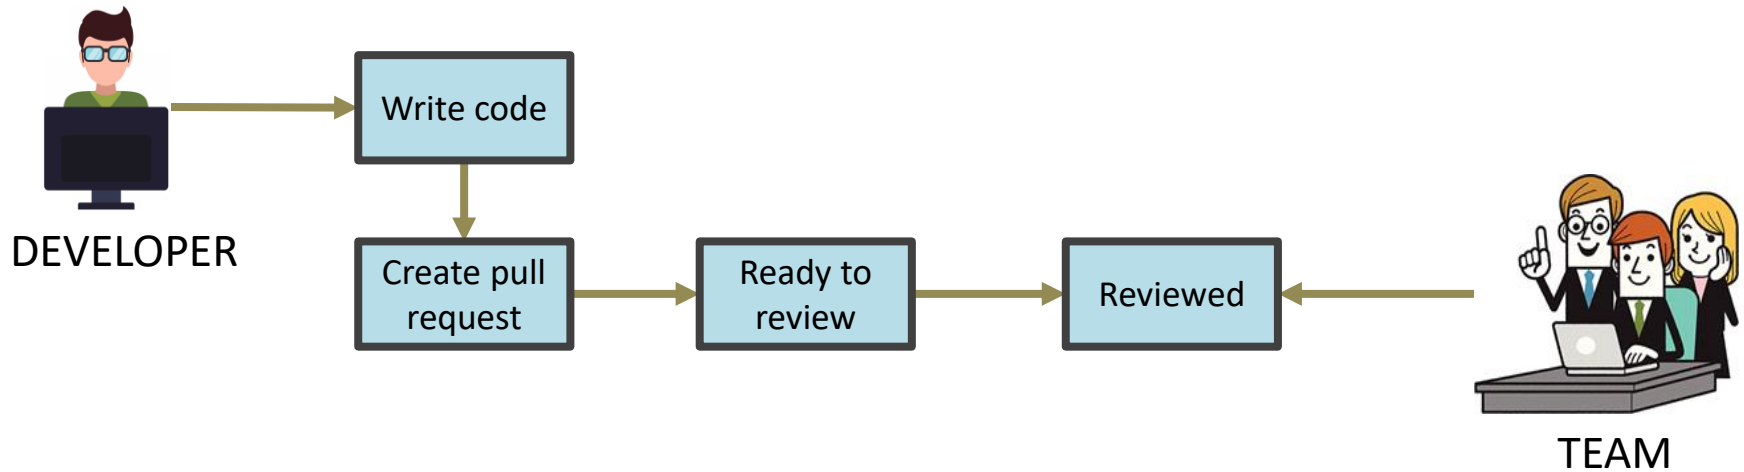 DEVELOPER
Write code
Create pull
request
Ready to
review
Reviewed
TEAM